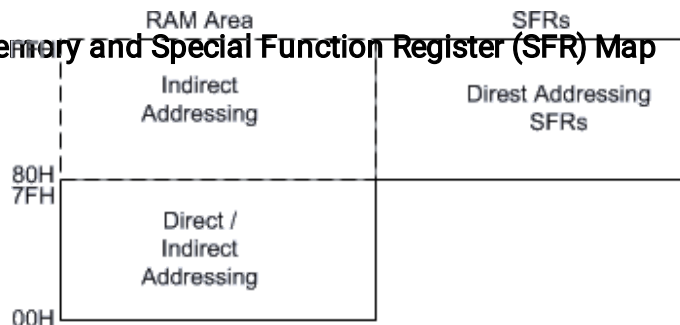 RAM Area SFRs
and Special Function Register (SFR) Map
Indirect
Addressing
Direst Addressing
SFRs
80H
7FH
Direct /
Indirect
Addressing
00H